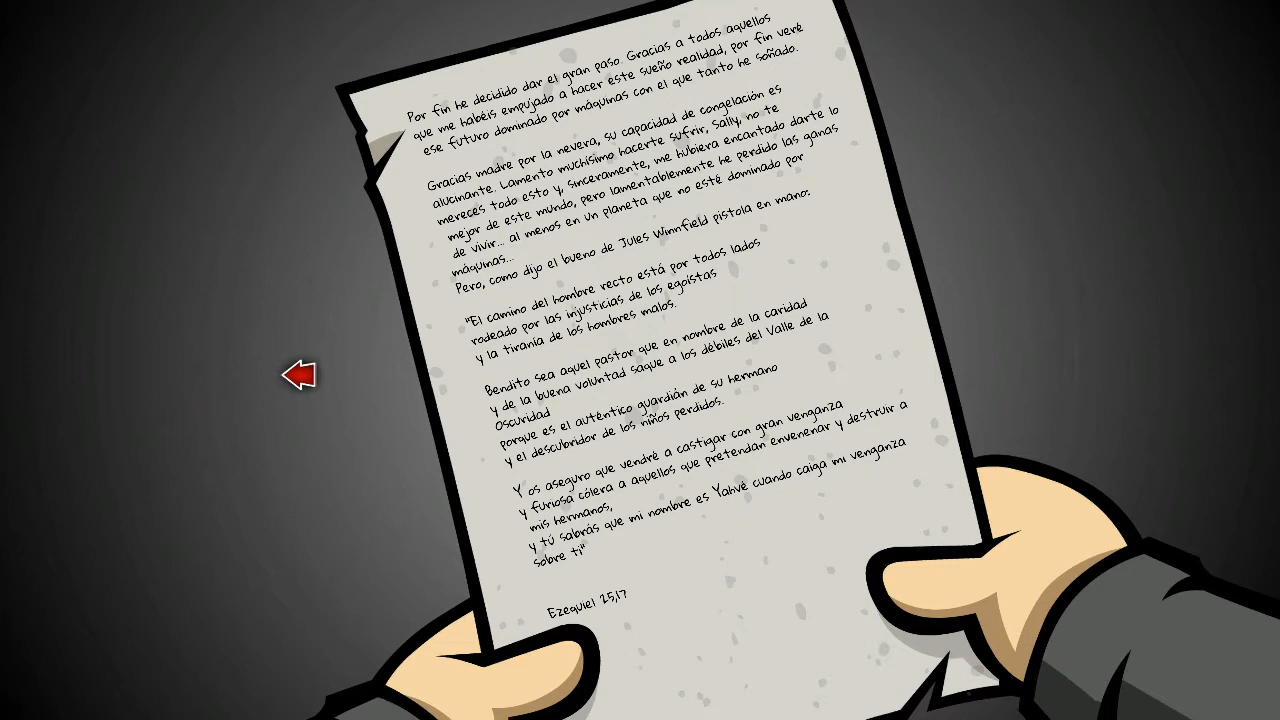 Por fin he decidido dar el gran paso. Gracias a todos aquellos
que me habéis empujado a hacer este sueño realidad, por fin veré
ese futuro dominado por máquinas con el que tanto he soñado.
Gracias madre por la nevera, su capacidad de congelación es
alucinante. Lamento muchísimo hacerte sufrir, Sally, no te
mereces todo esto y, sinceramente, me hubiera encantado darte lo
mejor de este mundo, pero lamentablemente he perdido las ganas
de vivir... al menos en un planeta que no esté dominado por
máquinas...
Pero, como dijo el bueno de Jules Winnfield pistola en mano:
"El camino del hombre recto está por todos lados
rodeado por las injusticias de los egoístas
y la tiranía de los hombres malos.
Bendito sea aquel pastor que en nombre de la caridad
y de la buena voluntad saque a los débiles del Valle de la
Oscuridad
porque es el auténtico guardián de su hermano
y el descubridor de los niños perdidos.
Y os aseguro que vendré a castigar con gran venganza
y furiosa cólera a aquellos que pretendan envenenar y destruir a
mis hermanos,
y tú sabrás que mi nombre es Yahvé cuando caiga mi venganza
sobre ti"
Ezequiel 25,17